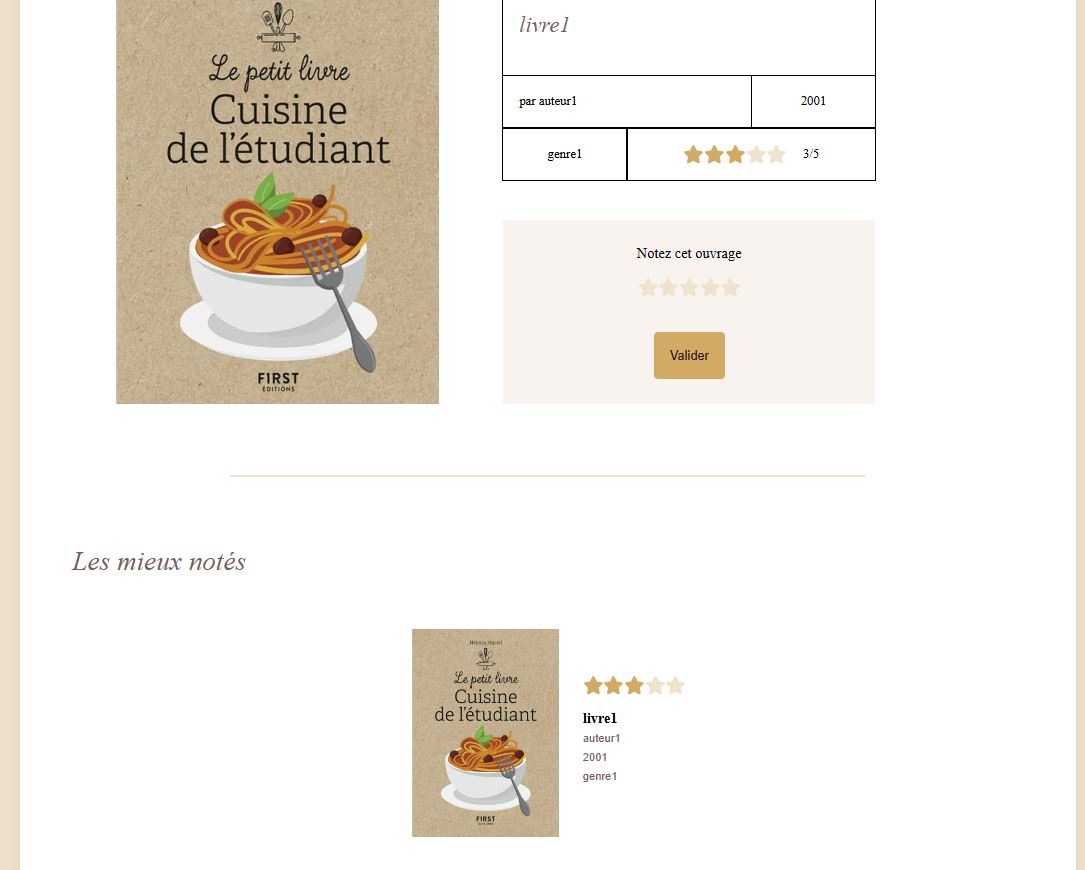 Le petit livre
Cuisine
de l'étudiant
FIRST
ÉDITIONS
livre1
par auteur1
2001
genre1
3/5
Notez cet ouvrage
Valider
Les mieux notés
Héloïse Martel
Le petit livre
Cuisine
de l'étudiant
FIRST
livre1
auteur1
2001
genre1